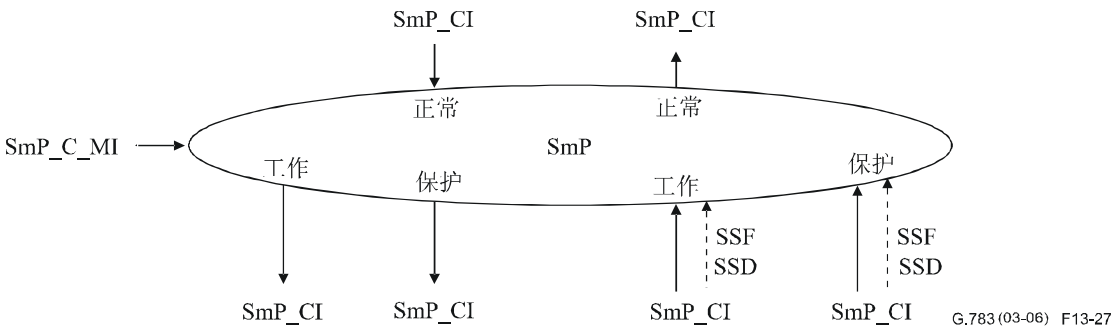 SmP_CI
SmP_CI
正常
正常
SmP_C_MI
SmP
工作
保护
工作
保护
SSF
SSD
SSF
SSD
SmP_CI
SmP_CI
SmP_CI
SmP_CI
G.783 (03-06) F13-27